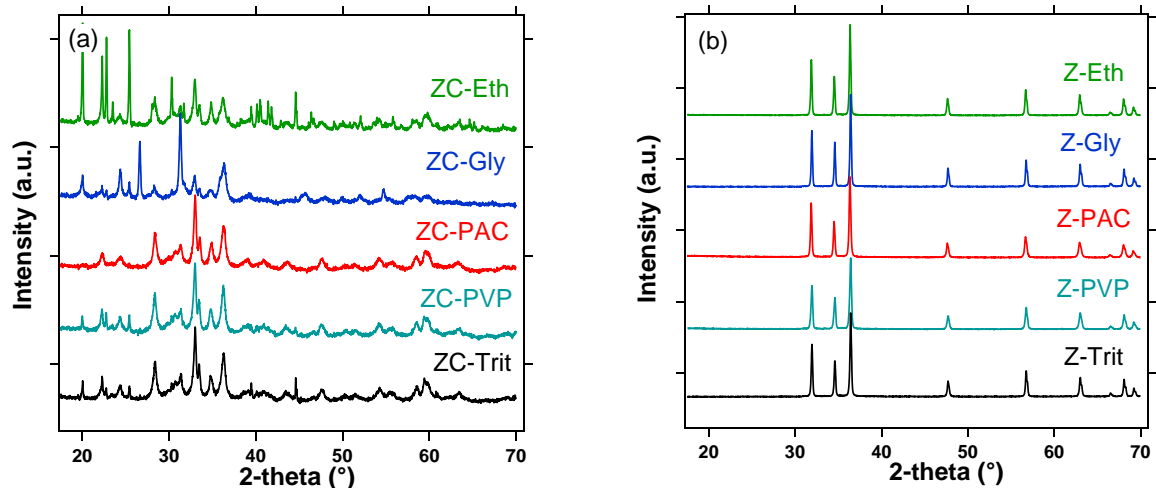 (a)
ZC-Eth
ZC-Gly
ZC-PAC
ZC-PVP
ZC-Trit
Intensity (a.u.)
20 30 40 50 60 70
2-theta (°)
(b)
Z-Eth
Z-Gly
Z-PAC
Z-PVP
Z-Trit
Intensity (a.u.)
20 30 40 50 60 70
2-theta (°)